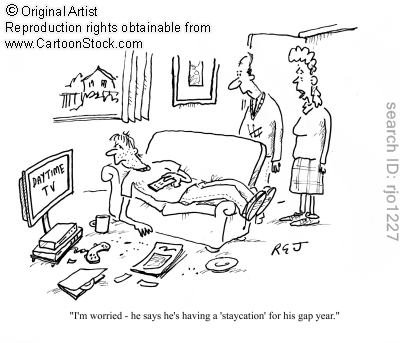 © Original Artist
Reproduction rights obtainable from
www.CartoonStock.com
search ID: rjo1227
DAYTIME
TV
REJ
"I'm worried - he says he's having a 'staycation' for his gap year."